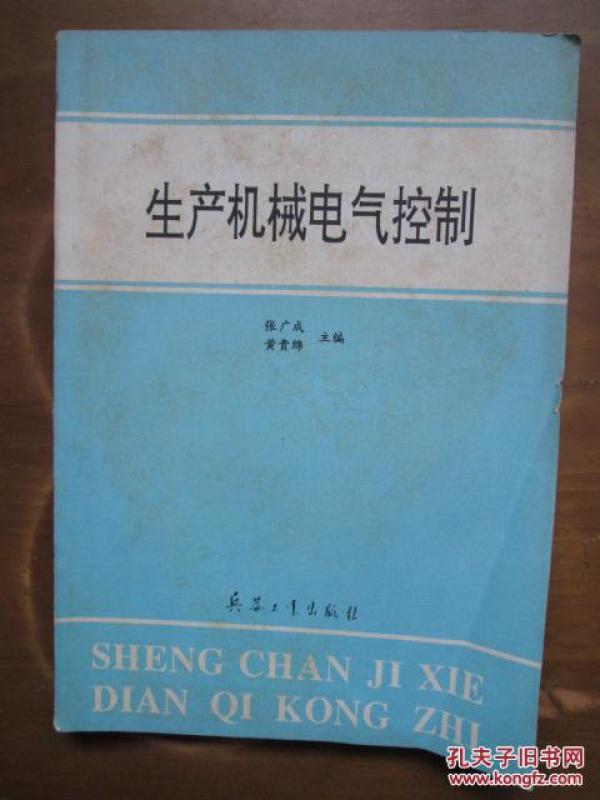 生产机械电气控制
张广成
黄贵绵 主编
兵器工业出版社
SHENG CHAN JI XIE
DIAN QI KONG ZHI
孔夫子旧书网
www.kongfz.com